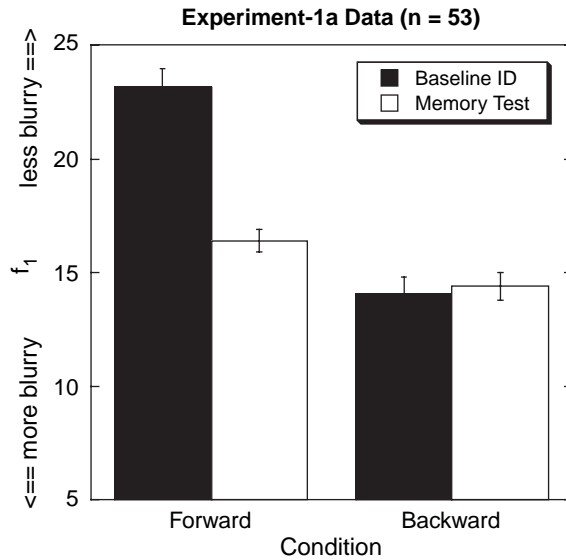 Experiment-1a Data (n = 53)
Baseline ID
Memory Test
25
20
15
10
5
<== more blurry f₁ less blurry ==>
Forward
Backward
Condition